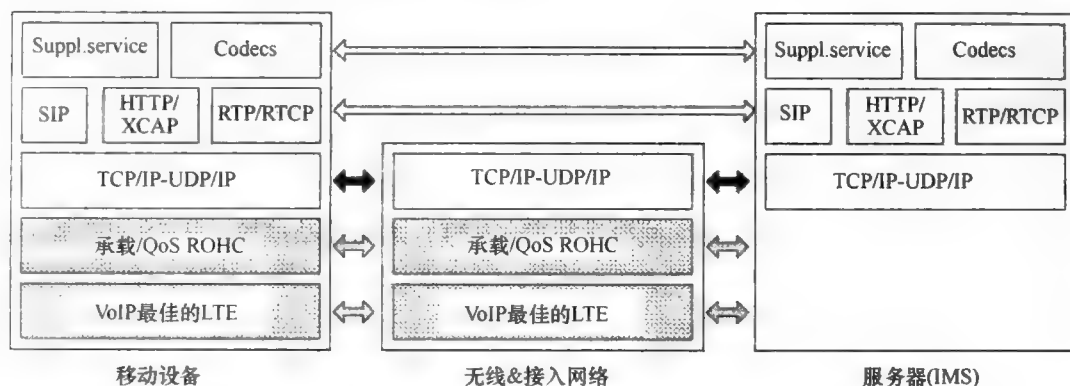 Suppl.service Codecs Suppl.service Codecs
SIP HTTP/XCAP RTP/RTCP SIP HTTP/XCAP RTP/RTCP
TCP/IP-UDP/IP TCP/IP-UDP/IP TCP/IP-UDP/IP
承载/QoS ROHC 承载/QoS ROHC
VoIP最佳的LTE VoIP最佳的LTE
移动设备 无线&接入网络 服务器(IMS)